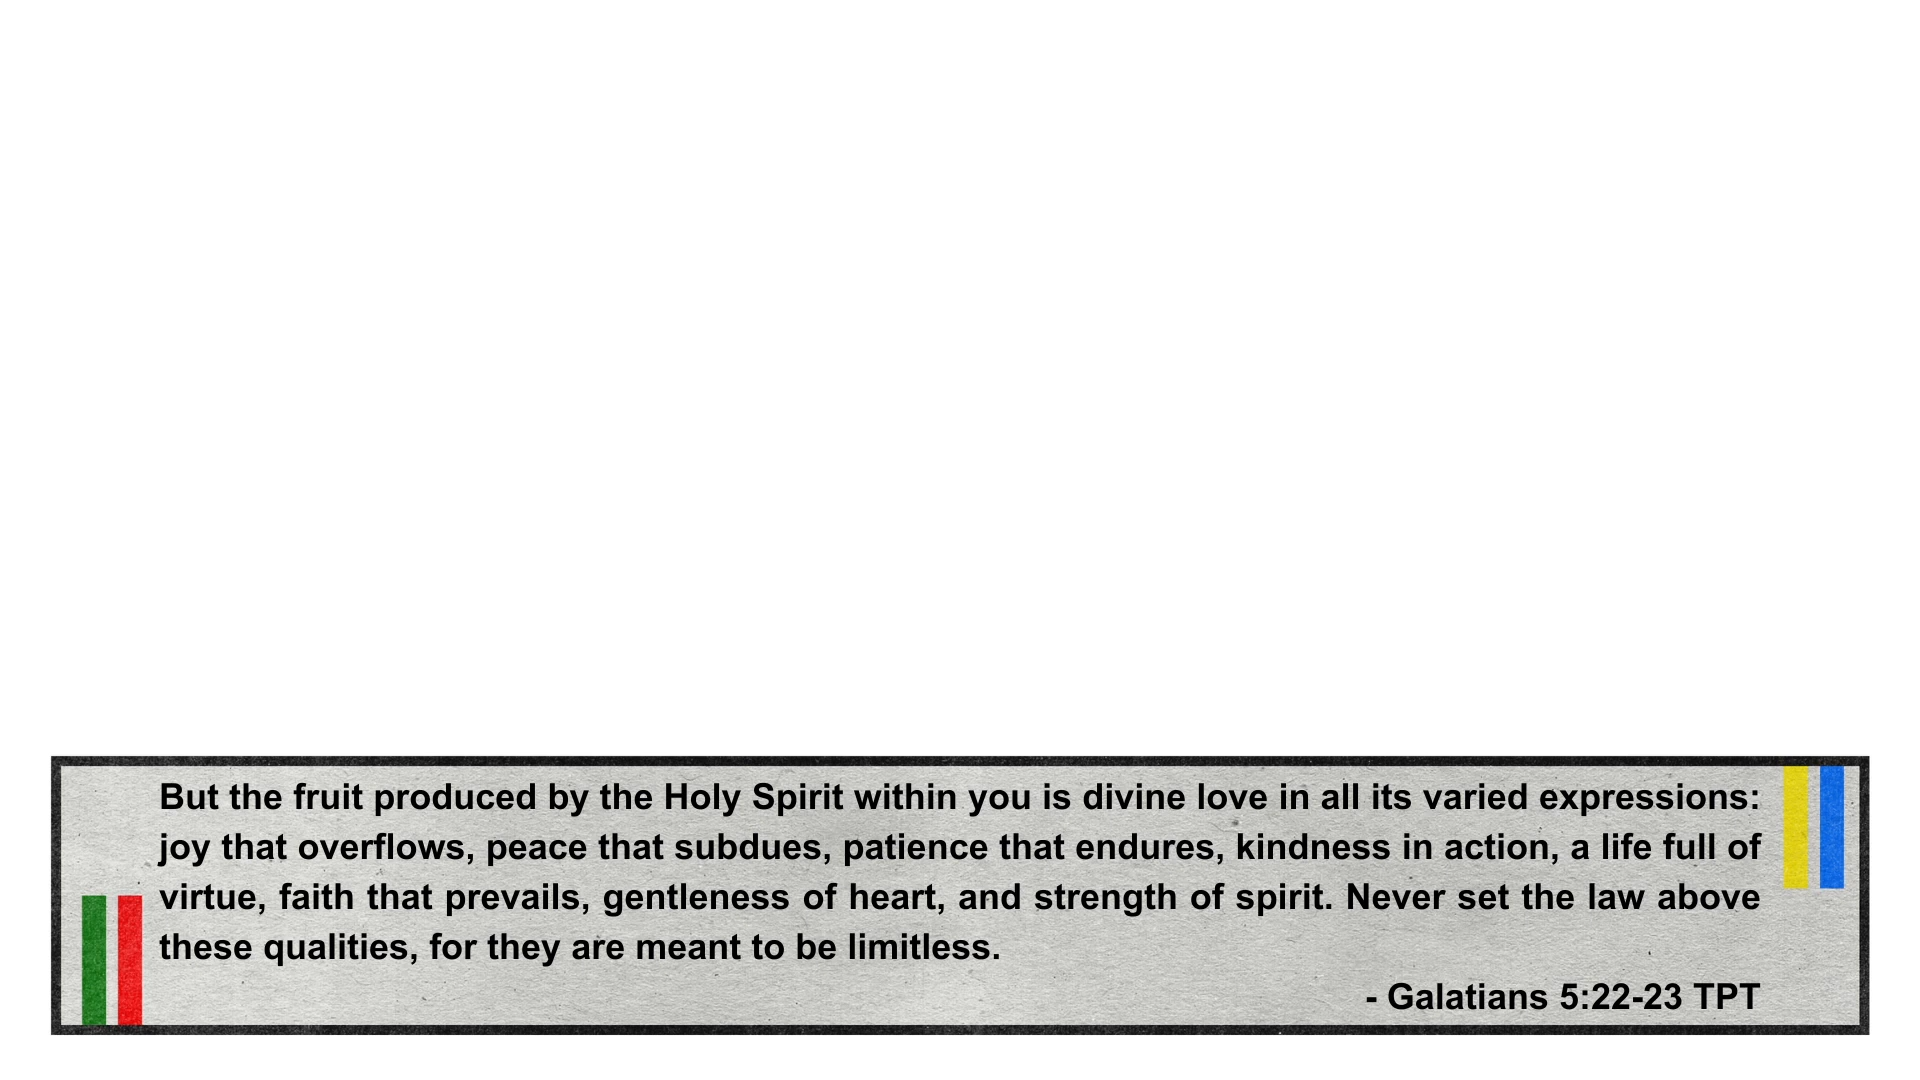 But the fruit produced by the Holy Spirit within you is divine love in all its varied expressions:
joy that overflows, peace that subdues, patience that endures, kindness in action, a life full of
virtue, faith that prevails, gentleness of heart, and strength of spirit. Never set the law above
these qualities, for they are meant to be limitless.
- Galatians 5:22-23 TPT